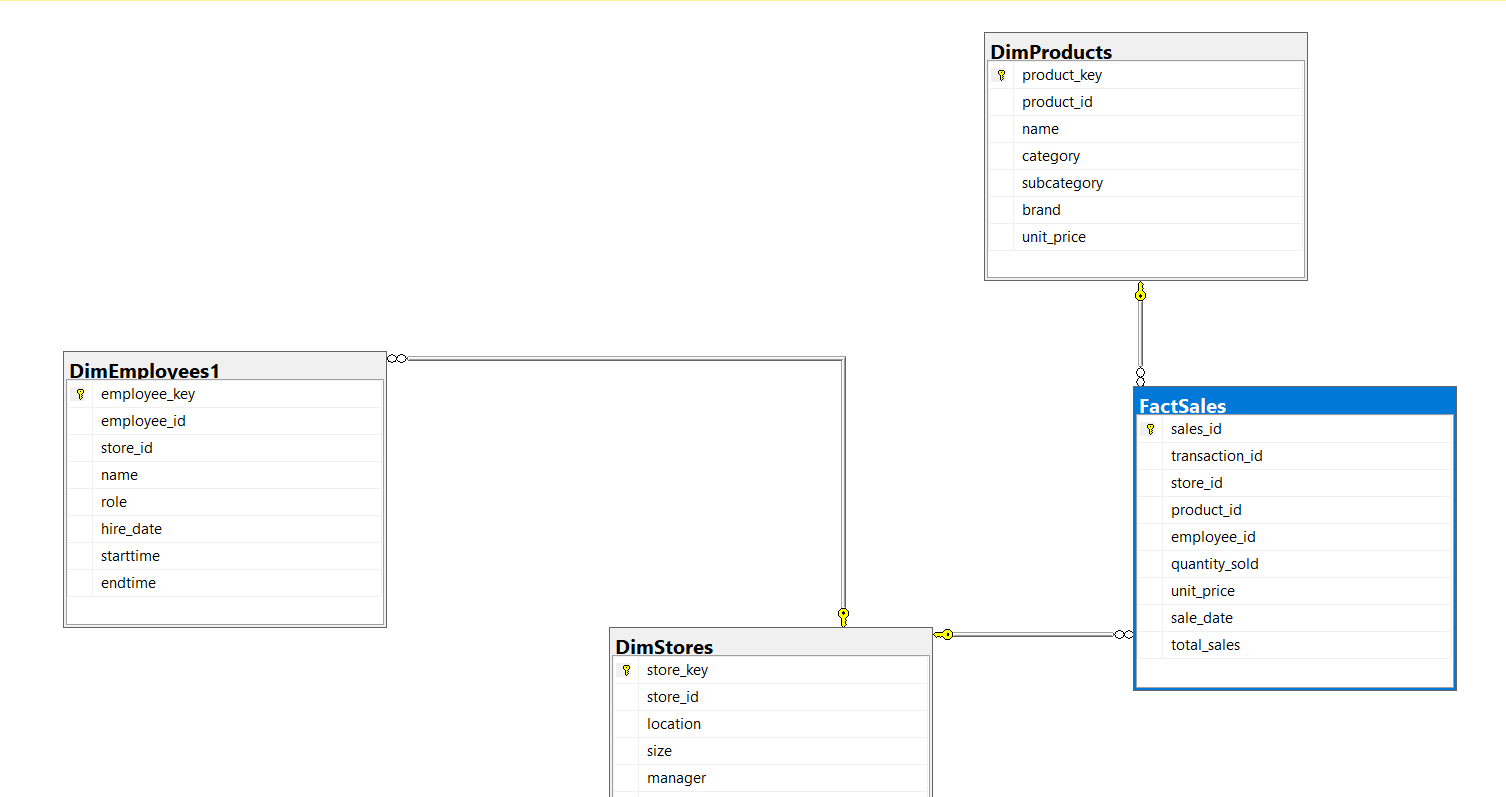 DimProducts
product_key
product_id
name
category
subcategory
brand
unit_price
DimEmployees1
employee_key
employee_id
store_id
name
role
hire_date
starttime
endtime
FactSales
sales_id
transaction_id
store_id
product_id
employee_id
quantity_sold
unit_price
sale_date
total_sales
DimStores
store_key
store_id
location
size
manager